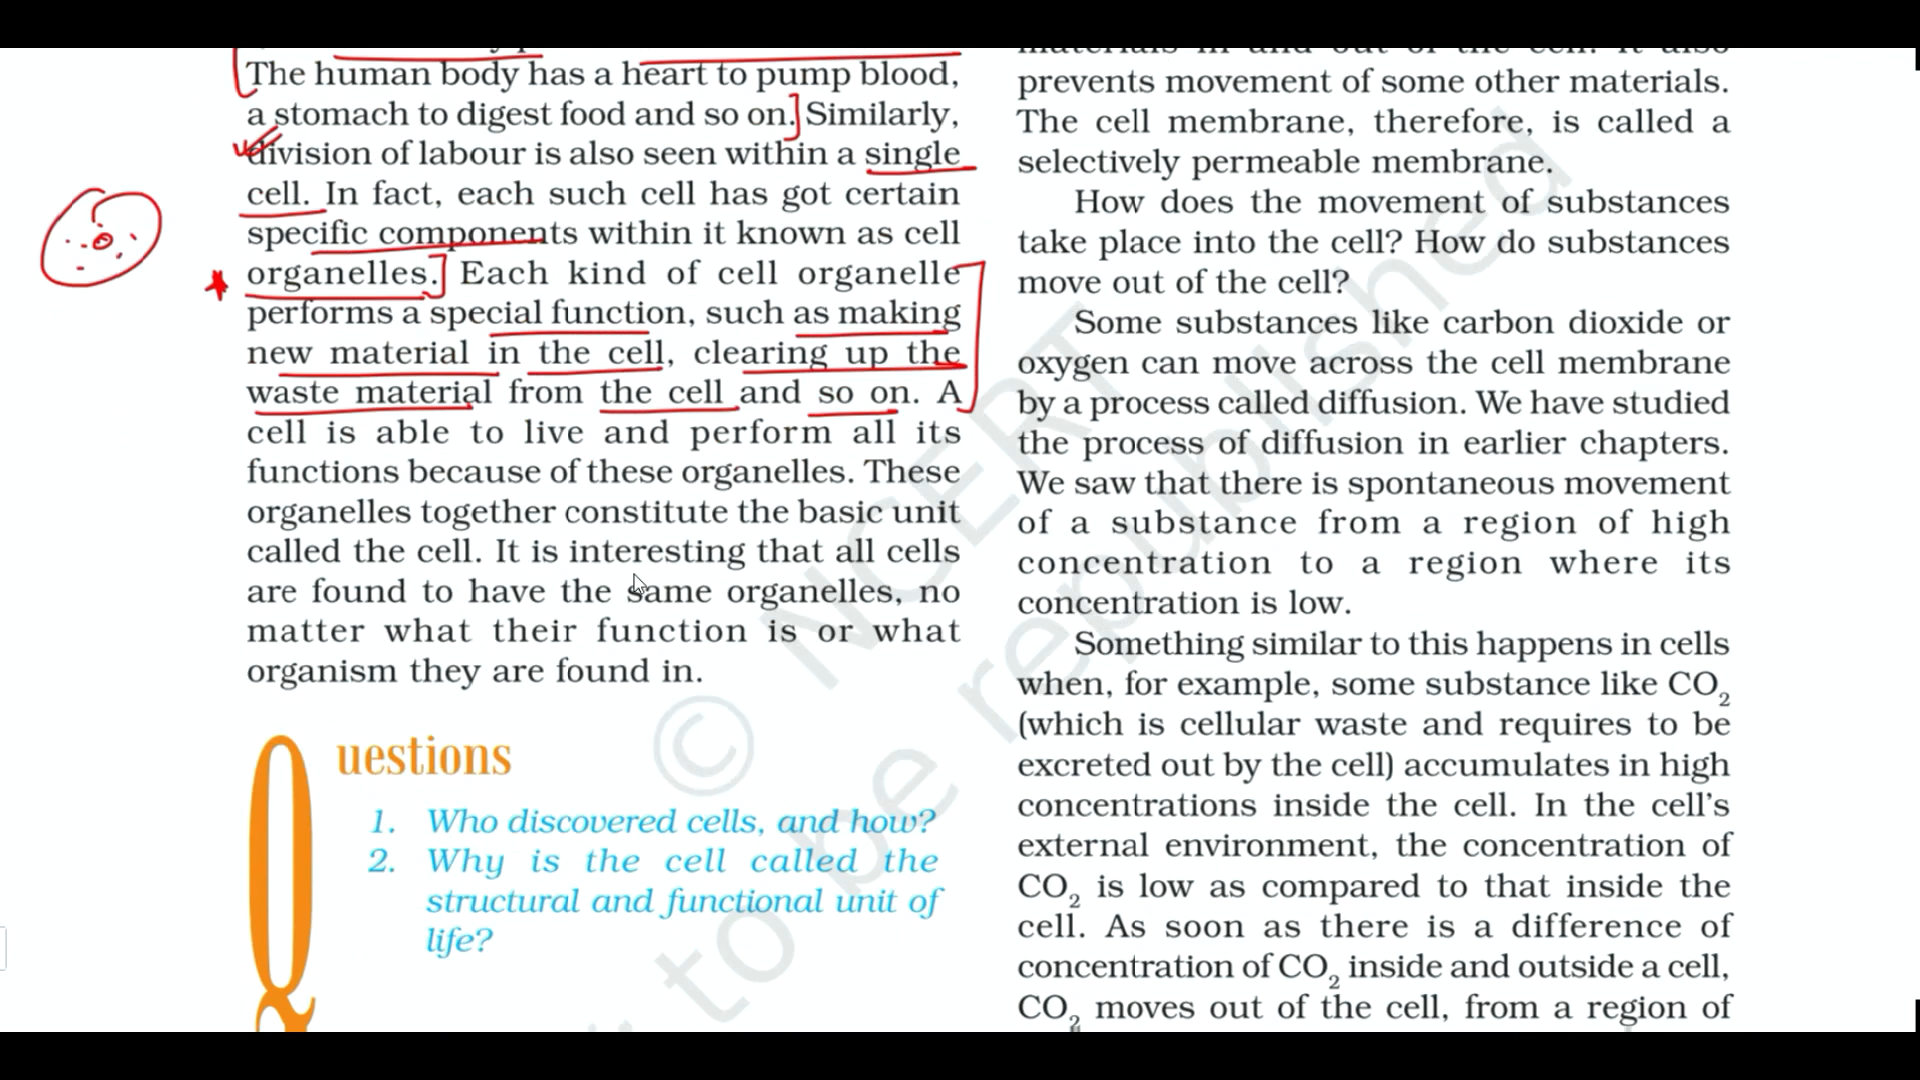 The human body has a heart to pump blood,
a stomach to digest food and so on. Similarly,
division of labour is also seen within a single
cell. In fact, each such cell has got certain
specific components within it known as cell
organelles. Each kind of cell organelle
performs a special function, such as making
new material in the cell, clearing up the
waste material from the cell and so on. A
cell is able to live and perform all its
functions because of these organelles. These
organelles together constitute the basic unit
called the cell. It is interesting that all cells
are found to have the same organelles, no
matter what their function is or what
organism they are found in.
Questions
1. Who discovered cells, and how?
2. Why is the cell called the
structural and functional unit of
life?
materials in and out of the cell. It also
prevents movement of some other materials.
The cell membrane, therefore, is called a
selectively permeable membrane.
How does the movement of substances
take place into the cell? How do substances
move out of the cell?
Some substances like carbon dioxide or
oxygen can move across the cell membrane
by a process called diffusion. We have studied
the process of diffusion in earlier chapters.
We saw that there is spontaneous movement
of a substance from a region of high
concentration to a region where its
concentration is low.
Something similar to this happens in cells
when, for example, some substance like CO₂
(which is cellular waste and requires to be
excreted out by the cell) accumulates in high
concentrations inside the cell. In the cell's
external environment, the concentration of
CO₂ is low as compared to that inside the
cell. As soon as there is a difference of
concentration of CO₂ inside and outside a cell,
CO₂ moves out of the cell, from a region of
© NCERT
to be republished